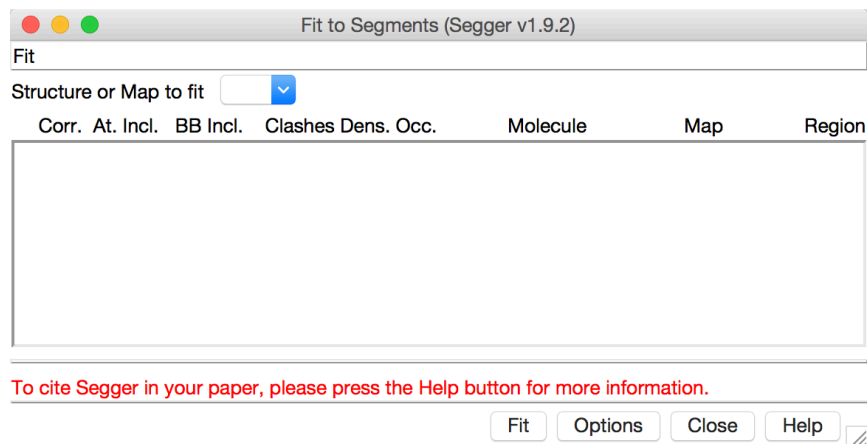 Fit to Segments (Segger v1.9.2)
Fit
Structure or Map to fit
Corr. At. Incl. BB Incl. Clashes Dens. Occ. Molecule Map Region
To cite Segger in your paper, please press the Help button for more information.
Fit Options Close Help